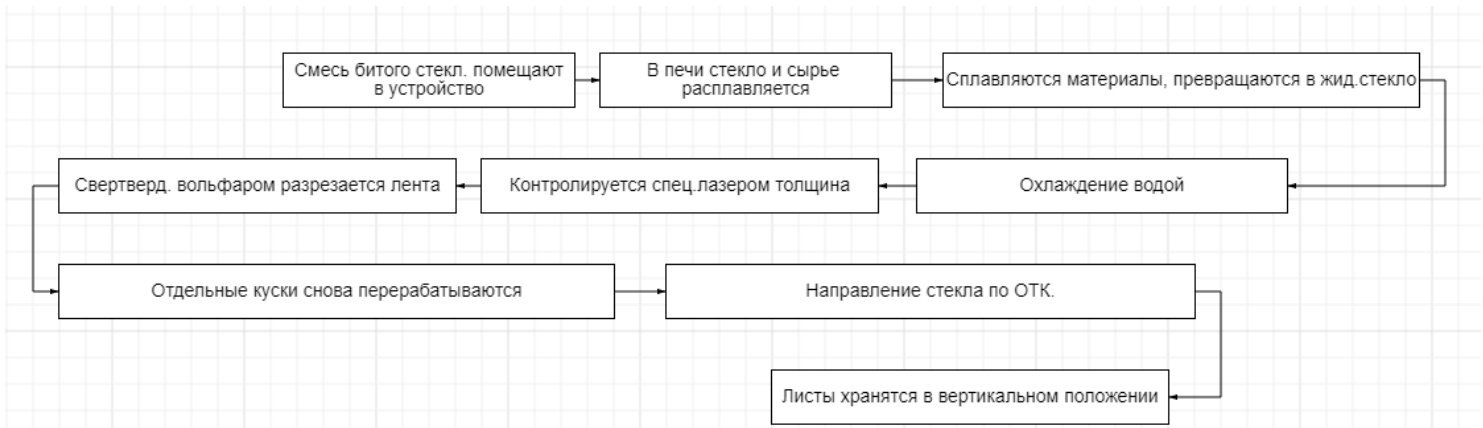 Смесь битого стекл. помещают
в устройство
В печи стекло и сырье
расплавляется
Сплавляются материалы, превращаются в жид.стекло
Охлаждение водой
Контролируется спец.лазером толщина
Свертверд. вольфаром разрезается лента
Отдельные куски снова перерабатываются
Направление стекла по ОТК.
Листы хранятся в вертикальном положении